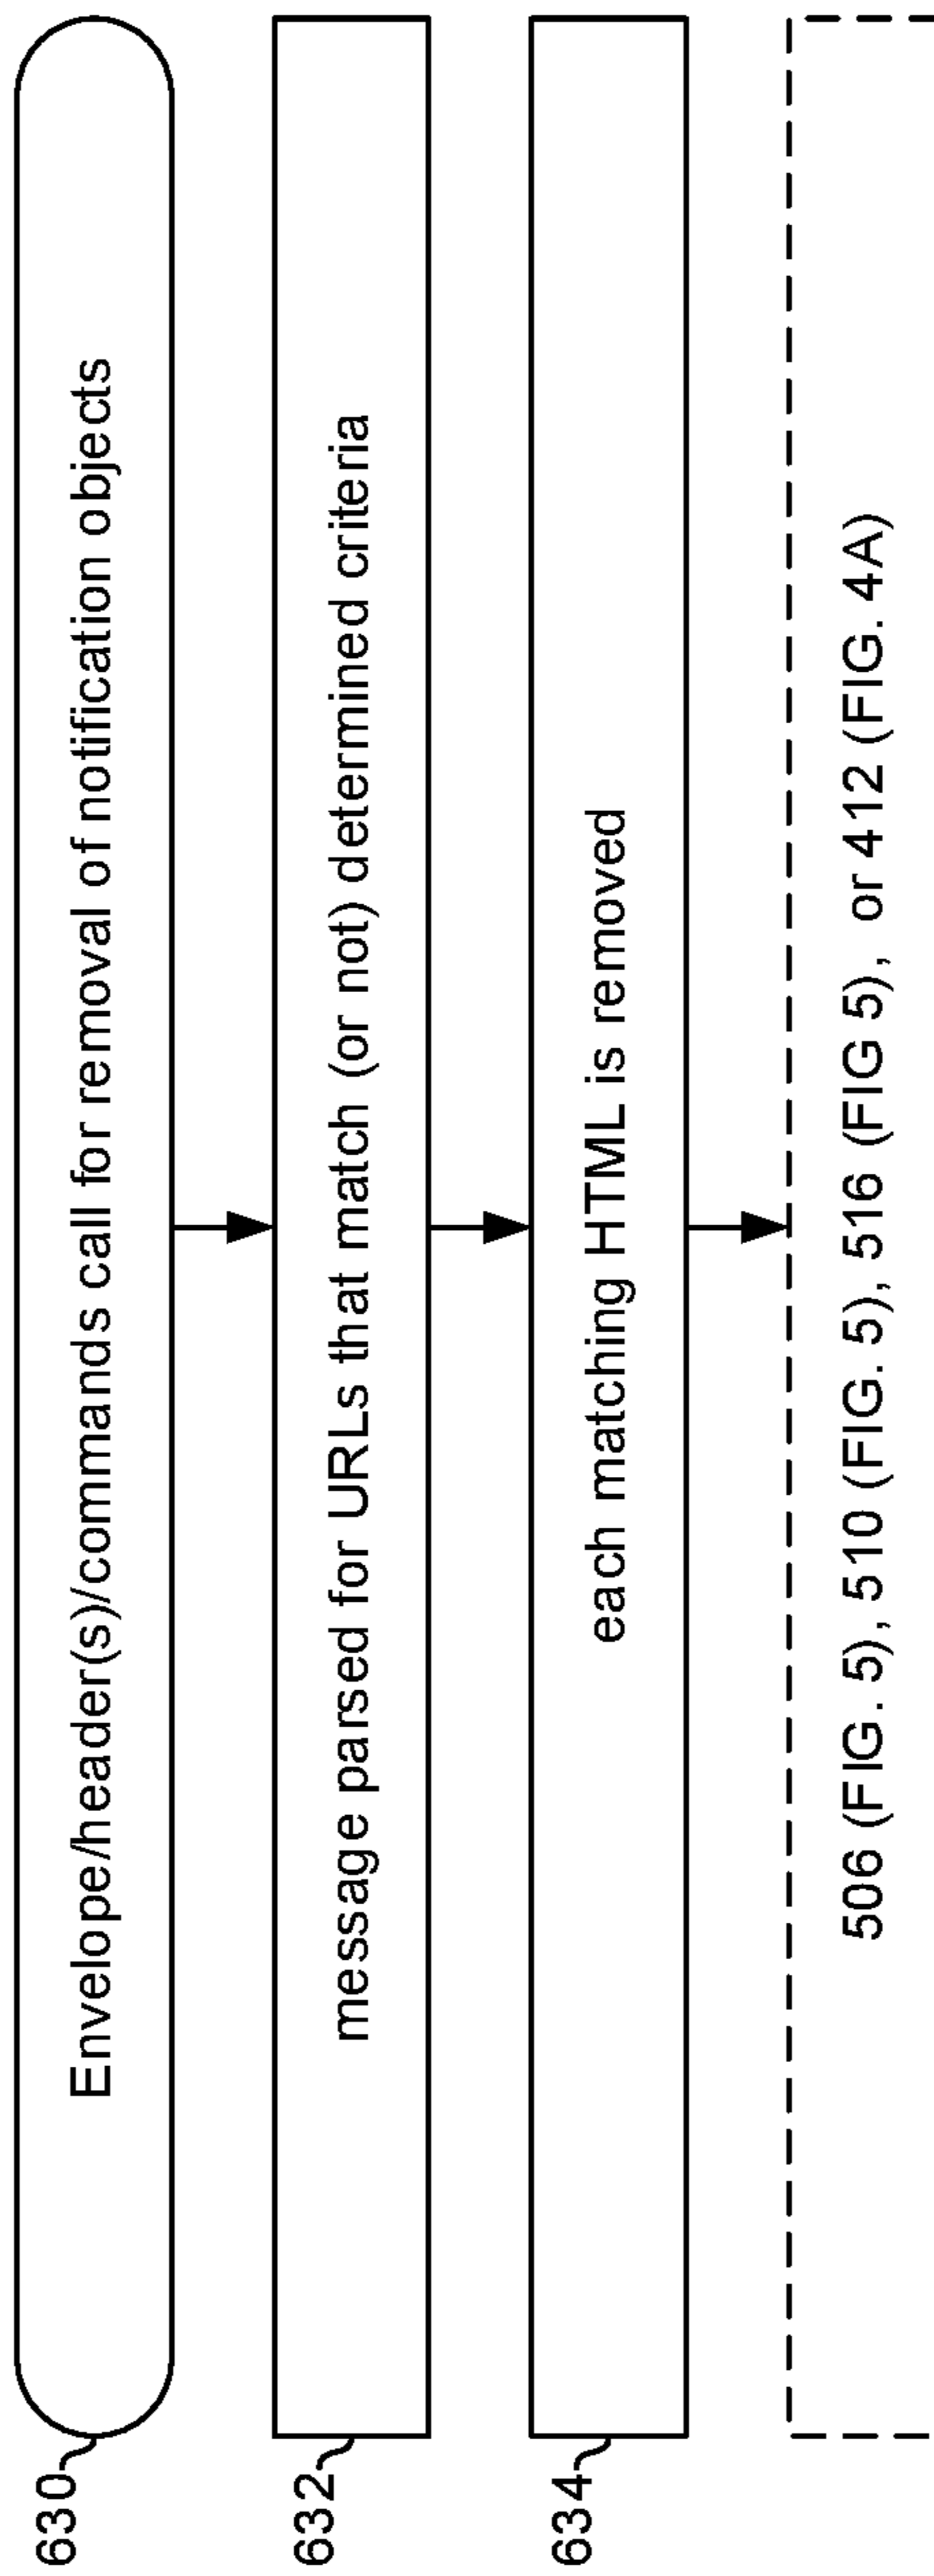 630
Envelope/header(s)/commands call for removal of notification objects
632
message parsed for URLs that match (or not) determined criteria
634
each matching HTML is removed
506 (FIG. 5), 510 (FIG. 5), 516 (FIG 5), or 412 (FIG. 4A)